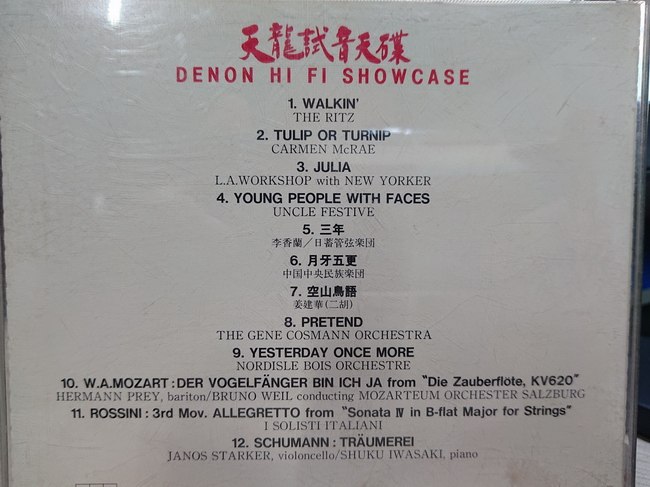 天龍試音天碟
DENON HI FI SHOWCASE
1. WALKIN'
THE RITZ
2. TULIP OR TURNIP
CARMEN McRAE
3. JULIA
L.A.WORKSHOP with NEW YORKER
4. YOUNG PEOPLE WITH FACES
UNCLE FESTIVE
5. 三年
李香蘭／日蓄管弦楽団
6. 月牙五更
中国中央民族楽団
7. 空山鳥語
姜建華(二胡)
8. PRETEND
THE GENE COSMANN ORCHESTRA
9. YESTERDAY ONCE MORE
NORDISLE BOIS ORCHESTRE
10. W.A.MOZART : DER VOGELFÄNGER BIN ICH JA from "Die Zauberflöte, KV620"
HERMANN PREY, bariton/BRUNO WEIL conducting MOZARTEUM ORCHESTER SALZBURG
11. ROSSINI : 3rd Mov. ALLEGRETTO from "Sonata Ⅳ in B-flat Major for Strings"
I SOLISTI ITALIANI
12. SCHUMANN : TRÄUMEREI
JANOS STARKER, violoncello/SHUKU IWASAKI, piano